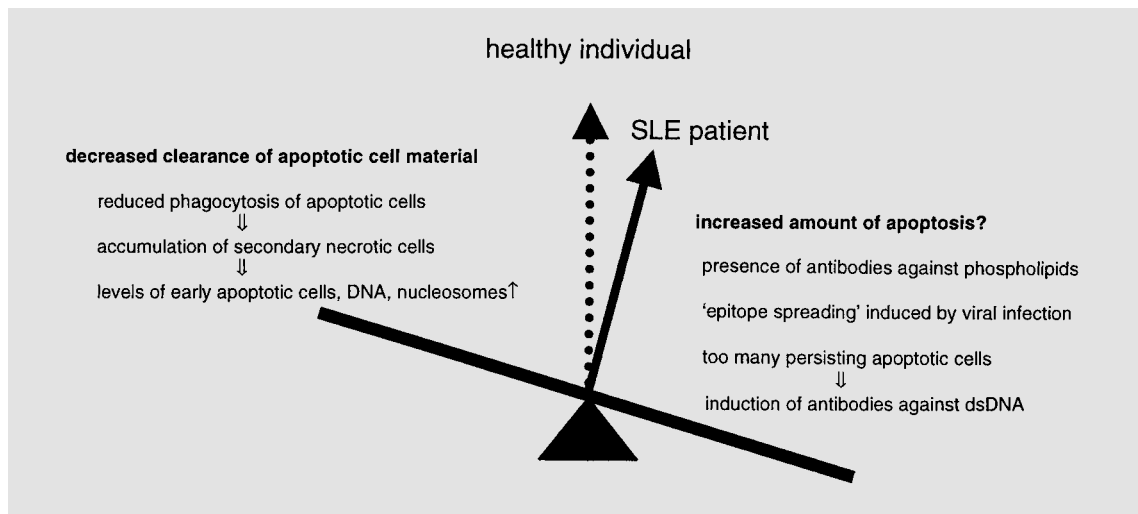 healthy individual
SLE patient
decreased clearance of apoptotic cell material
reduced phagocytosis of apoptotic cells
⇓
accumulation of secondary necrotic cells
⇓
levels of early apoptotic cells, DNA, nucleosomes↑
increased amount of apoptosis?
presence of antibodies against phospholipids
‘epitope spreading’ induced by viral infection
too many persisting apoptotic cells
⇓
induction of antibodies against dsDNA